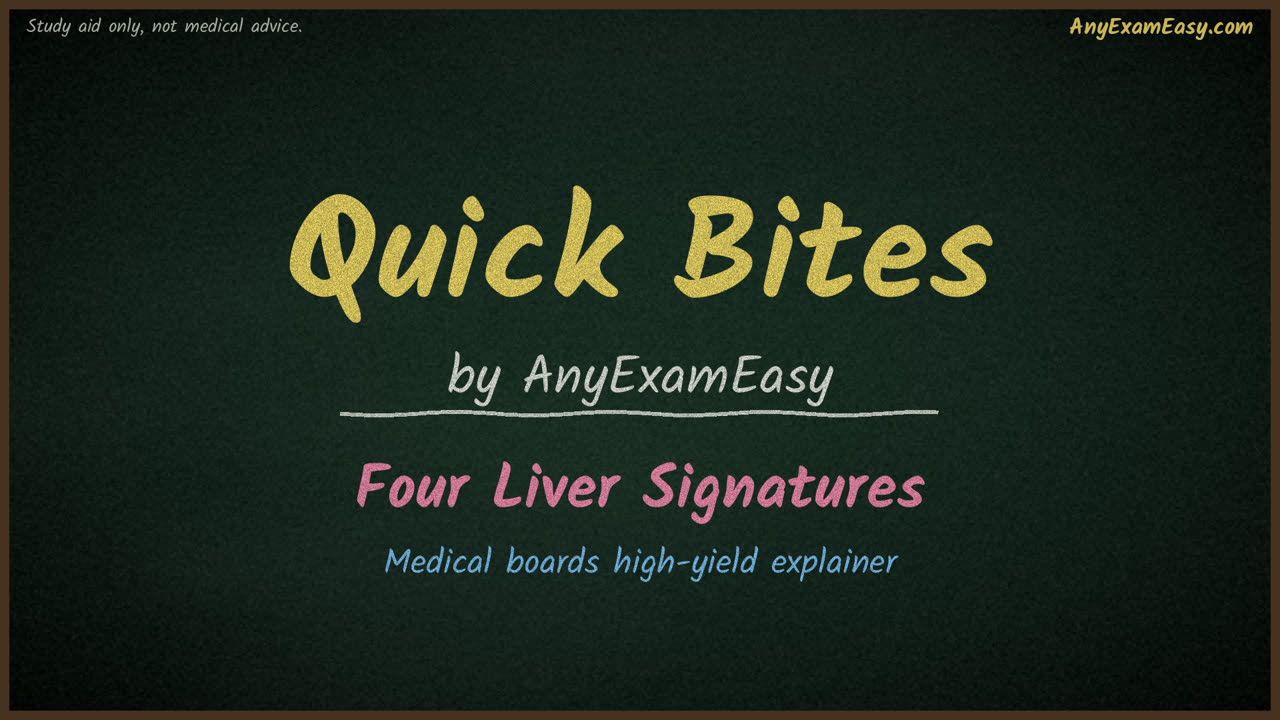 Study aid only, not medical advice.
AnyExamEasy.com
Quick Bites
by AnyExamEasy
Four Liver Signatures
Medical boards high-yield explainer